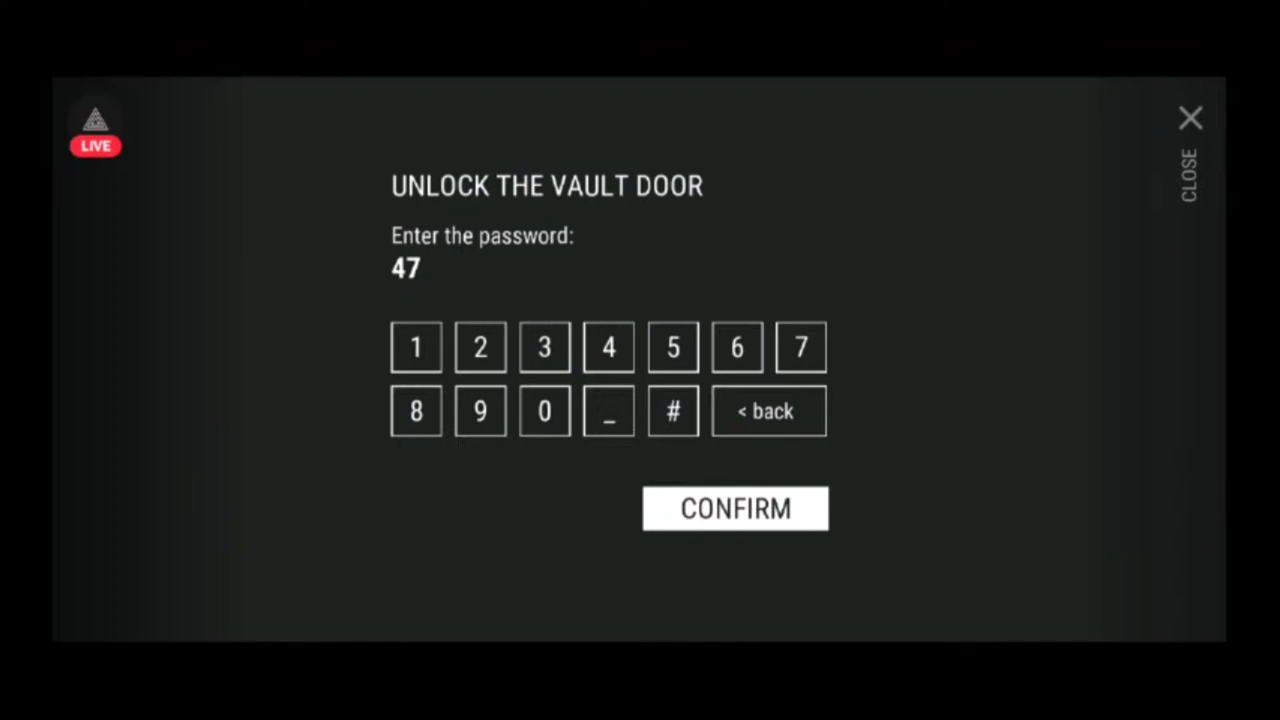 LIVE
CLOSE
UNLOCK THE VAULT DOOR
Enter the password:
47
1 2 3 4 5 6 7
8 9 0 _ # < back
CONFIRM